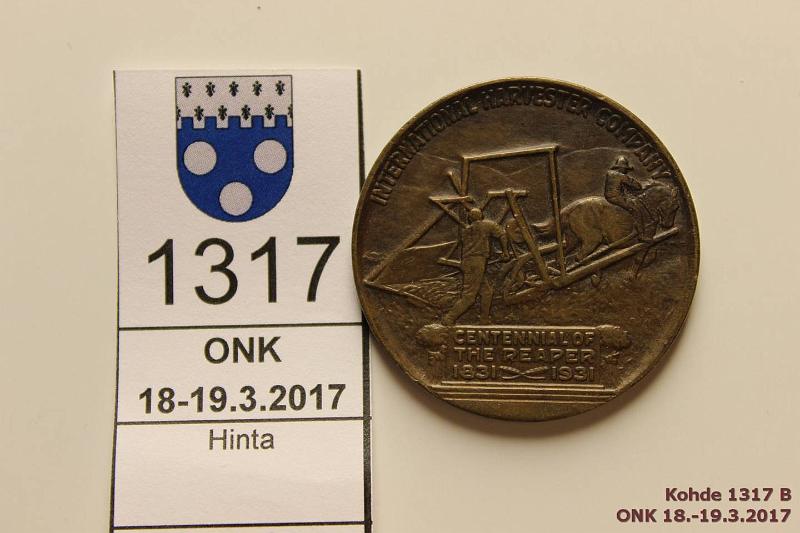 1317
ONK
18-19.3.2017
Hinta
INTERNATIONAL HARVESTER COMPANY
CENTENNIAL OF
THE REAPER
1831 1931
Kohde 1317 B
ONK 18.-19.3.2017